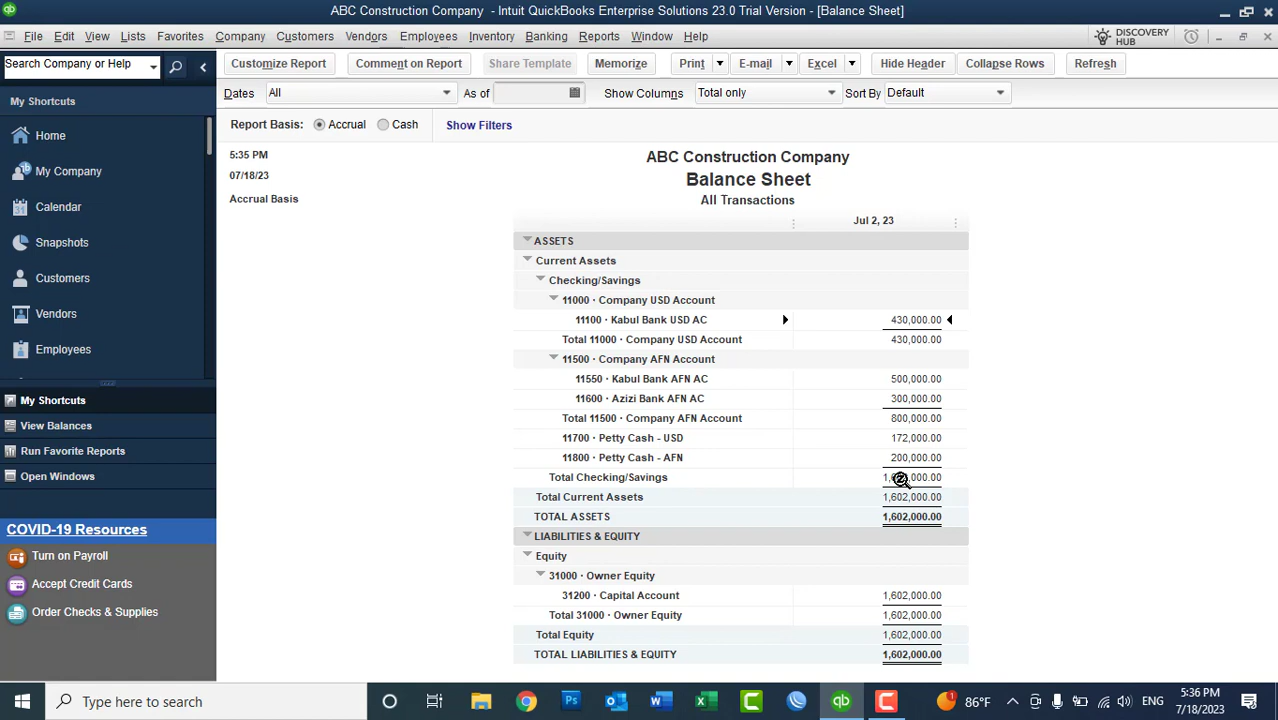 ABC Construction Company - Intuit QuickBooks Enterprise Solutions 23.0 Trial Version - [Balance Sheet]
File Edit View Lists Favorites Company Customers Vendors Employees Inventory Banking Reports Window Help DISCOVERY HUB
Search Company or Help
Customize Report Comment on Report Share Template Memorize Print E-mail Excel Hide Header Collapse Rows Refresh
Dates All As of Show Columns Total only Sort By Default
Report Basis: Accrual Cash Show Filters
My Shortcuts
Home
My Company
Calendar
Snapshots
Customers
Vendors
Employees
My Shortcuts
View Balances
Run Favorite Reports
Open Windows
COVID-19 Resources
Turn on Payroll
Accept Credit Cards
Order Checks & Supplies
5:35 PM
07/18/23
Accrual Basis
ABC Construction Company
Balance Sheet
All Transactions
Jul 2, 23
ASSETS
Current Assets
Checking/Savings
11000 · Company USD Account
11100 · Kabul Bank USD AC 430,000.00
Total 11000 · Company USD Account 430,000.00
11500 · Company AFN Account
11550 · Kabul Bank AFN AC 500,000.00
11600 · Azizi Bank AFN AC 300,000.00
Total 11500 · Company AFN Account 800,000.00
11700 · Petty Cash - USD 172,000.00
11800 · Petty Cash - AFN 200,000.00
Total Checking/Savings
Total Current Assets 1,602,000.00
TOTAL ASSETS 1,602,000.00
LIABILITIES & EQUITY
Equity
31000 · Owner Equity
31200 · Capital Account 1,602,000.00
Total 31000 · Owner Equity 1,602,000.00
Total Equity 1,602,000.00
TOTAL LIABILITIES & EQUITY 1,602,000.00
Type here to search
86°F ENG
5:36 PM
7/18/2023